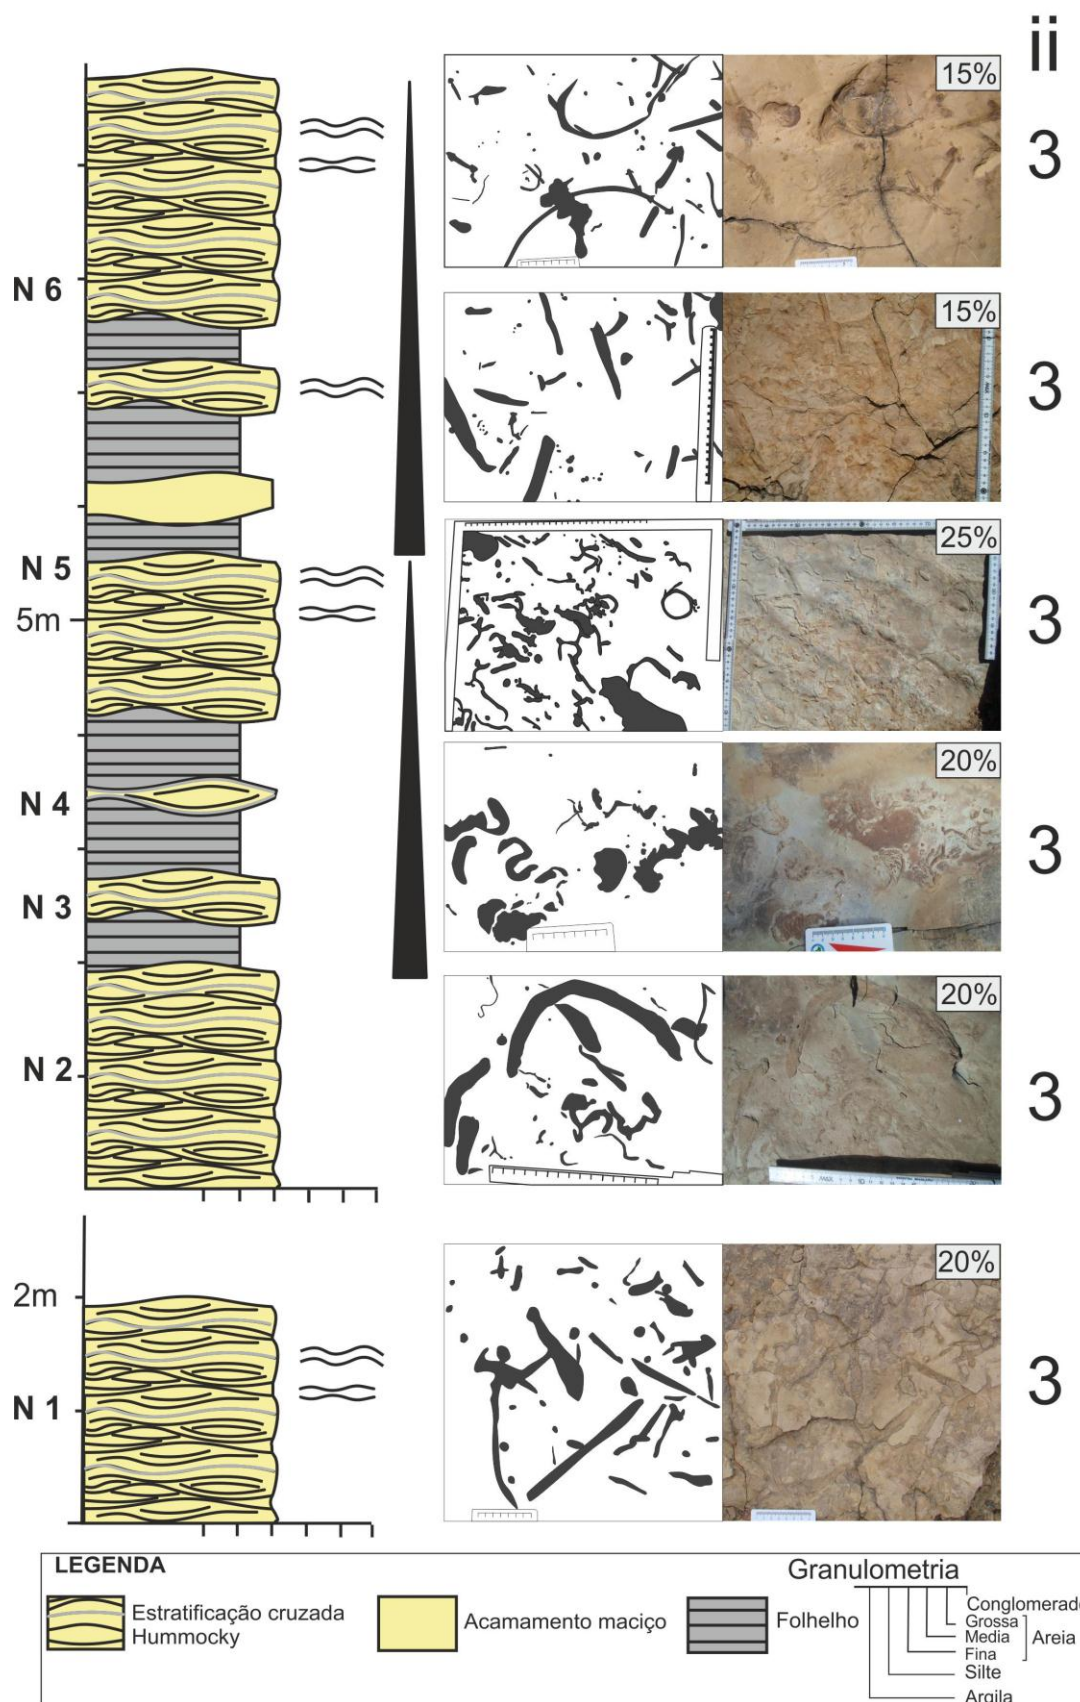 ii
15%
3
N 6
15%
3
25%
N 5
5m
3
20%
N 4
3
N 3
20%
N 2
3
20%
2m
N 1
3
LEGENDA
Estratificação cruzada
Hummocky
Acamamento maciço
Folhelho
Granulometria
Conglomerado
Grossa
Media
Areia
Fina
Silte
Argila